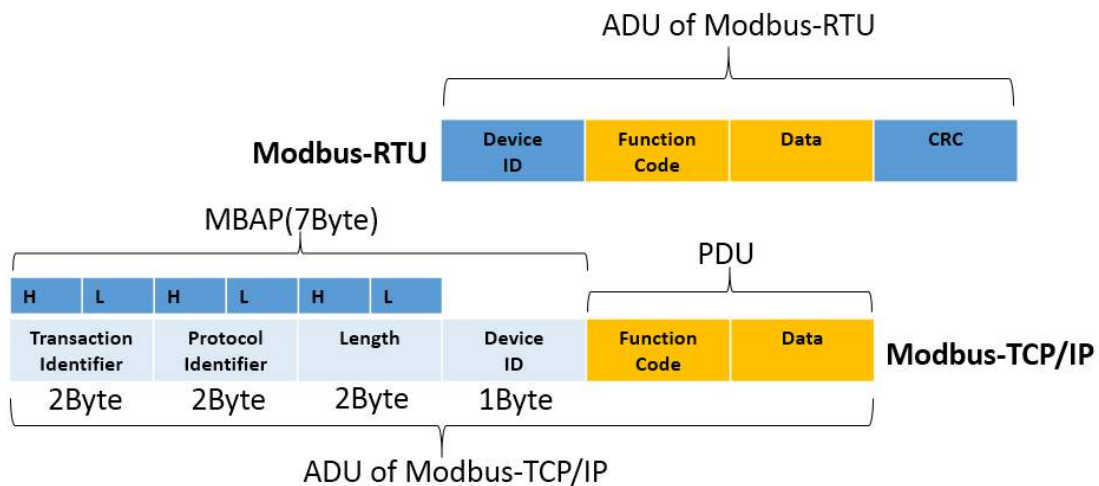 ADU of Modbus-RTU
Modbus-RTU
Device
ID
Function
Code
Data
CRC
MBAP(7Byte)
PDU
H L H L H L
Transaction
Identifier
Protocol
Identifier
Length
Device
ID
Function
Code
Data
Modbus-TCP/IP
2Byte 2Byte 2Byte 1Byte
ADU of Modbus-TCP/IP